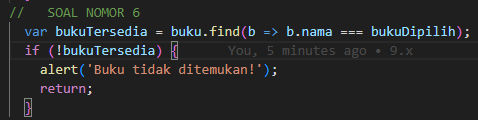 //   SOAL NOMOR 6
var bukuTersedia = buku.find(b => b.nama === bukuDipilih);
if (!bukuTersedia) {     You, 5 minutes ago • 9.x
alert('Buku tidak ditemukan!');
return;
}